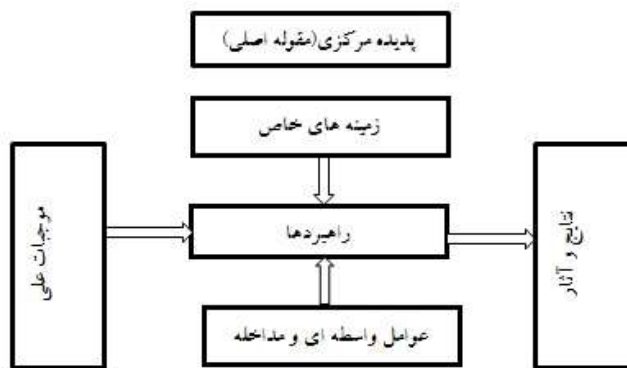 پدیده مرکزی(مقوله اصلی)
زمینه های خاص
موجبات علی
راهبردها
نتایج و آثار
عوامل واسطه ای و مداخله